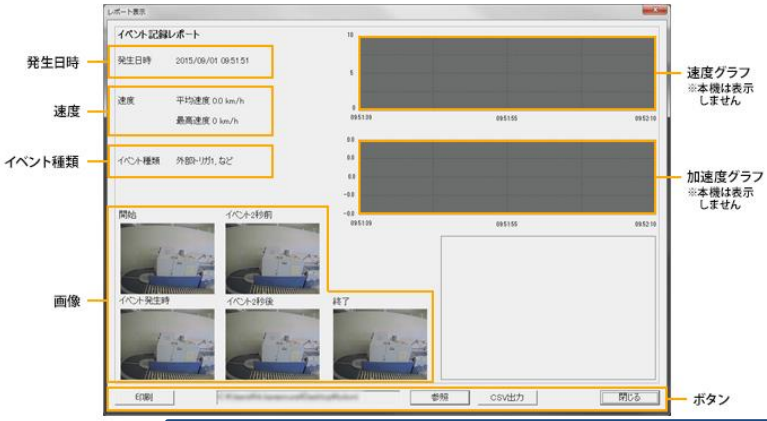 レポート表示
イベント記録レポート
発生日時
発生日時 2015/09/01 09:51:51
速度
速度 平均速度 0.0 km/h
最高速度 0 km/h
イベント種類
イベント種類 外部トリガ1, など
10
5
0
09:51:39 09:51:55 09:52:10
速度グラフ
※本機は表示
しません
0.0
0.0
0.0
-0.0
-0.0
09:51:39 09:51:55 09:52:10
加速度グラフ
※本機は表示
しません
画像
開始 イベント2秒前
イベント発生時 イベント2秒後 終了
印刷 参照 CSV出力 閉じる
ボタン